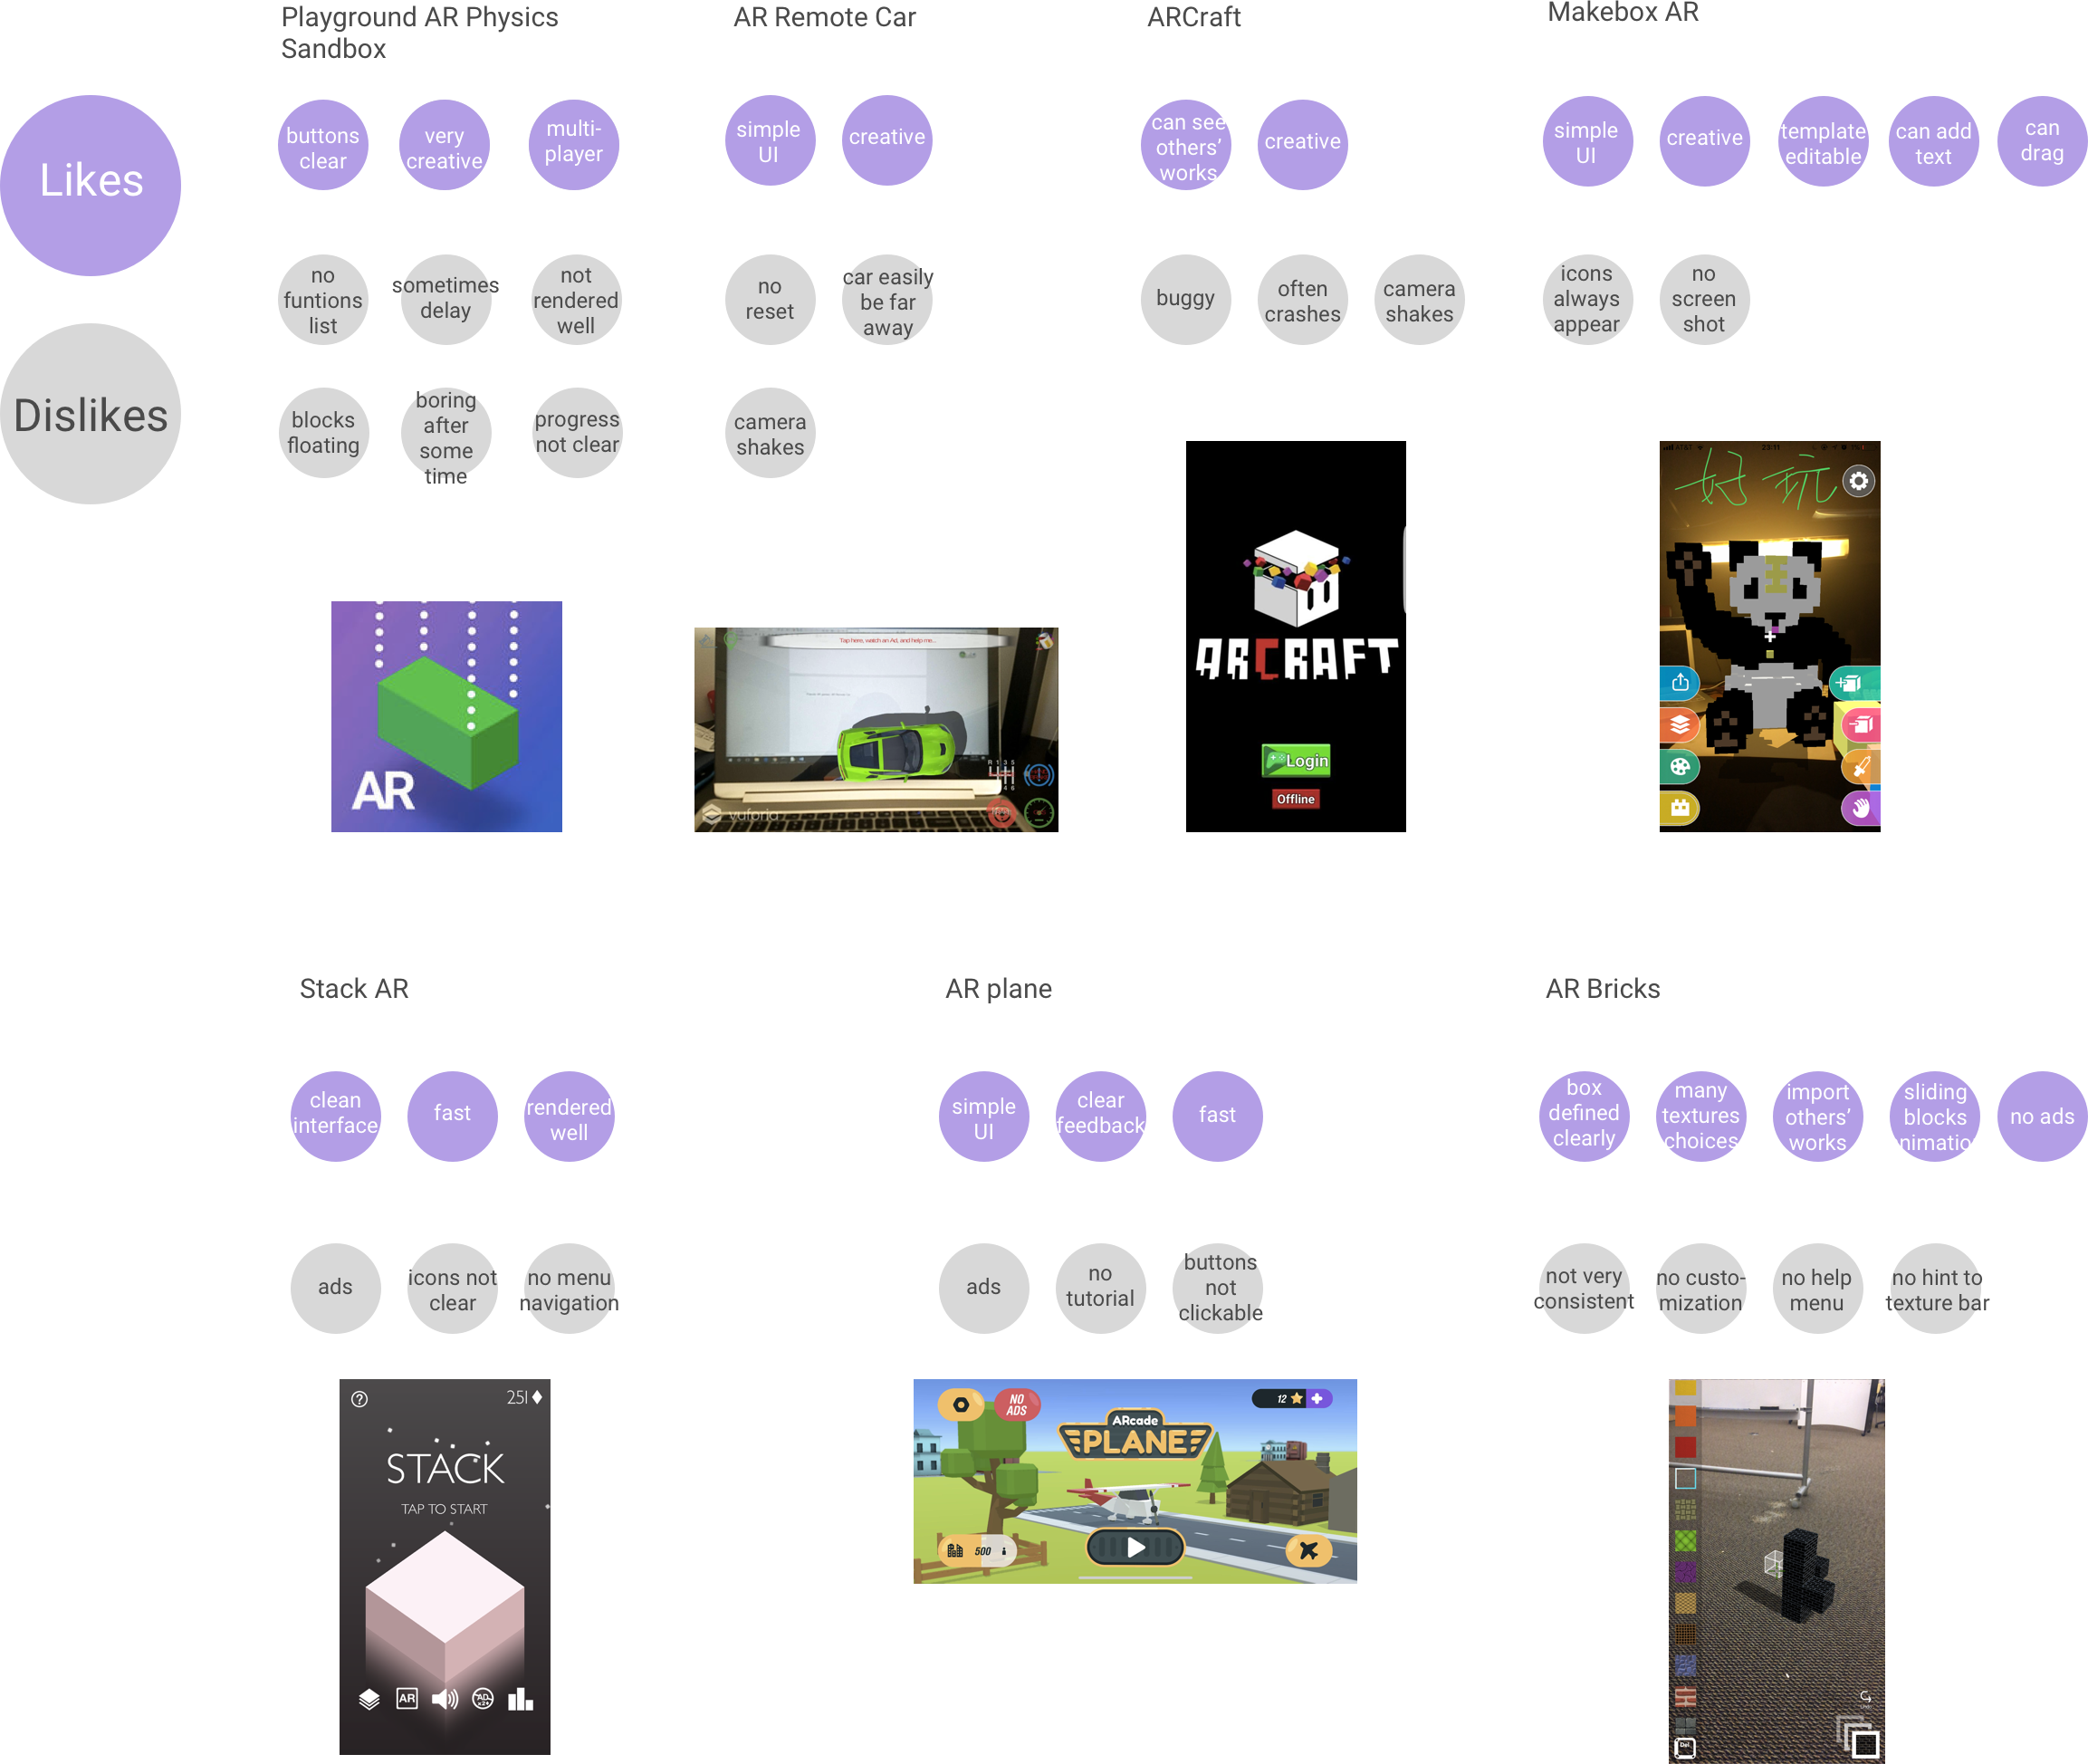 Playground AR Physics
Sandbox
AR Remote Car
ARCraft
Makebox AR
Likes
buttons
clear
very
creative
multi-
player
simple
UI
creative
can see
others’
works
creative
simple
UI
creative
template
editable
can add
text
can
drag
Dislikes
no
funtions
list
sometimes
delay
not
rendered
well
no
reset
car easily
be far
away
buggy
often
crashes
camera
shakes
icons
always
appear
no
screen
shot
blocks
floating
boring
after
some
time
progress
not clear
camera
shakes
AR
Tap here, watch an Ad, and help me...
R 1 3 5
vuforia
ARCRAFT
Login
Offline
AT&T
23:11
好玩
Stack AR
AR plane
AR Bricks
clean
interface
fast
rendered
well
simple
UI
clear
feedback
fast
box
defined
clearly
many
textures
choices
import
others’
works
sliding
blocks
nimatio
no ads
ads
icons not
clear
no menu
navigation
ads
no
tutorial
buttons
not
clickable
not very
consistent
no custo-
mization
no help
menu
no hint to
texture bar
?
251
STACK
TAP TO START
AR
AD
NO
ADS
12
ARcade
PLANE
500
Del